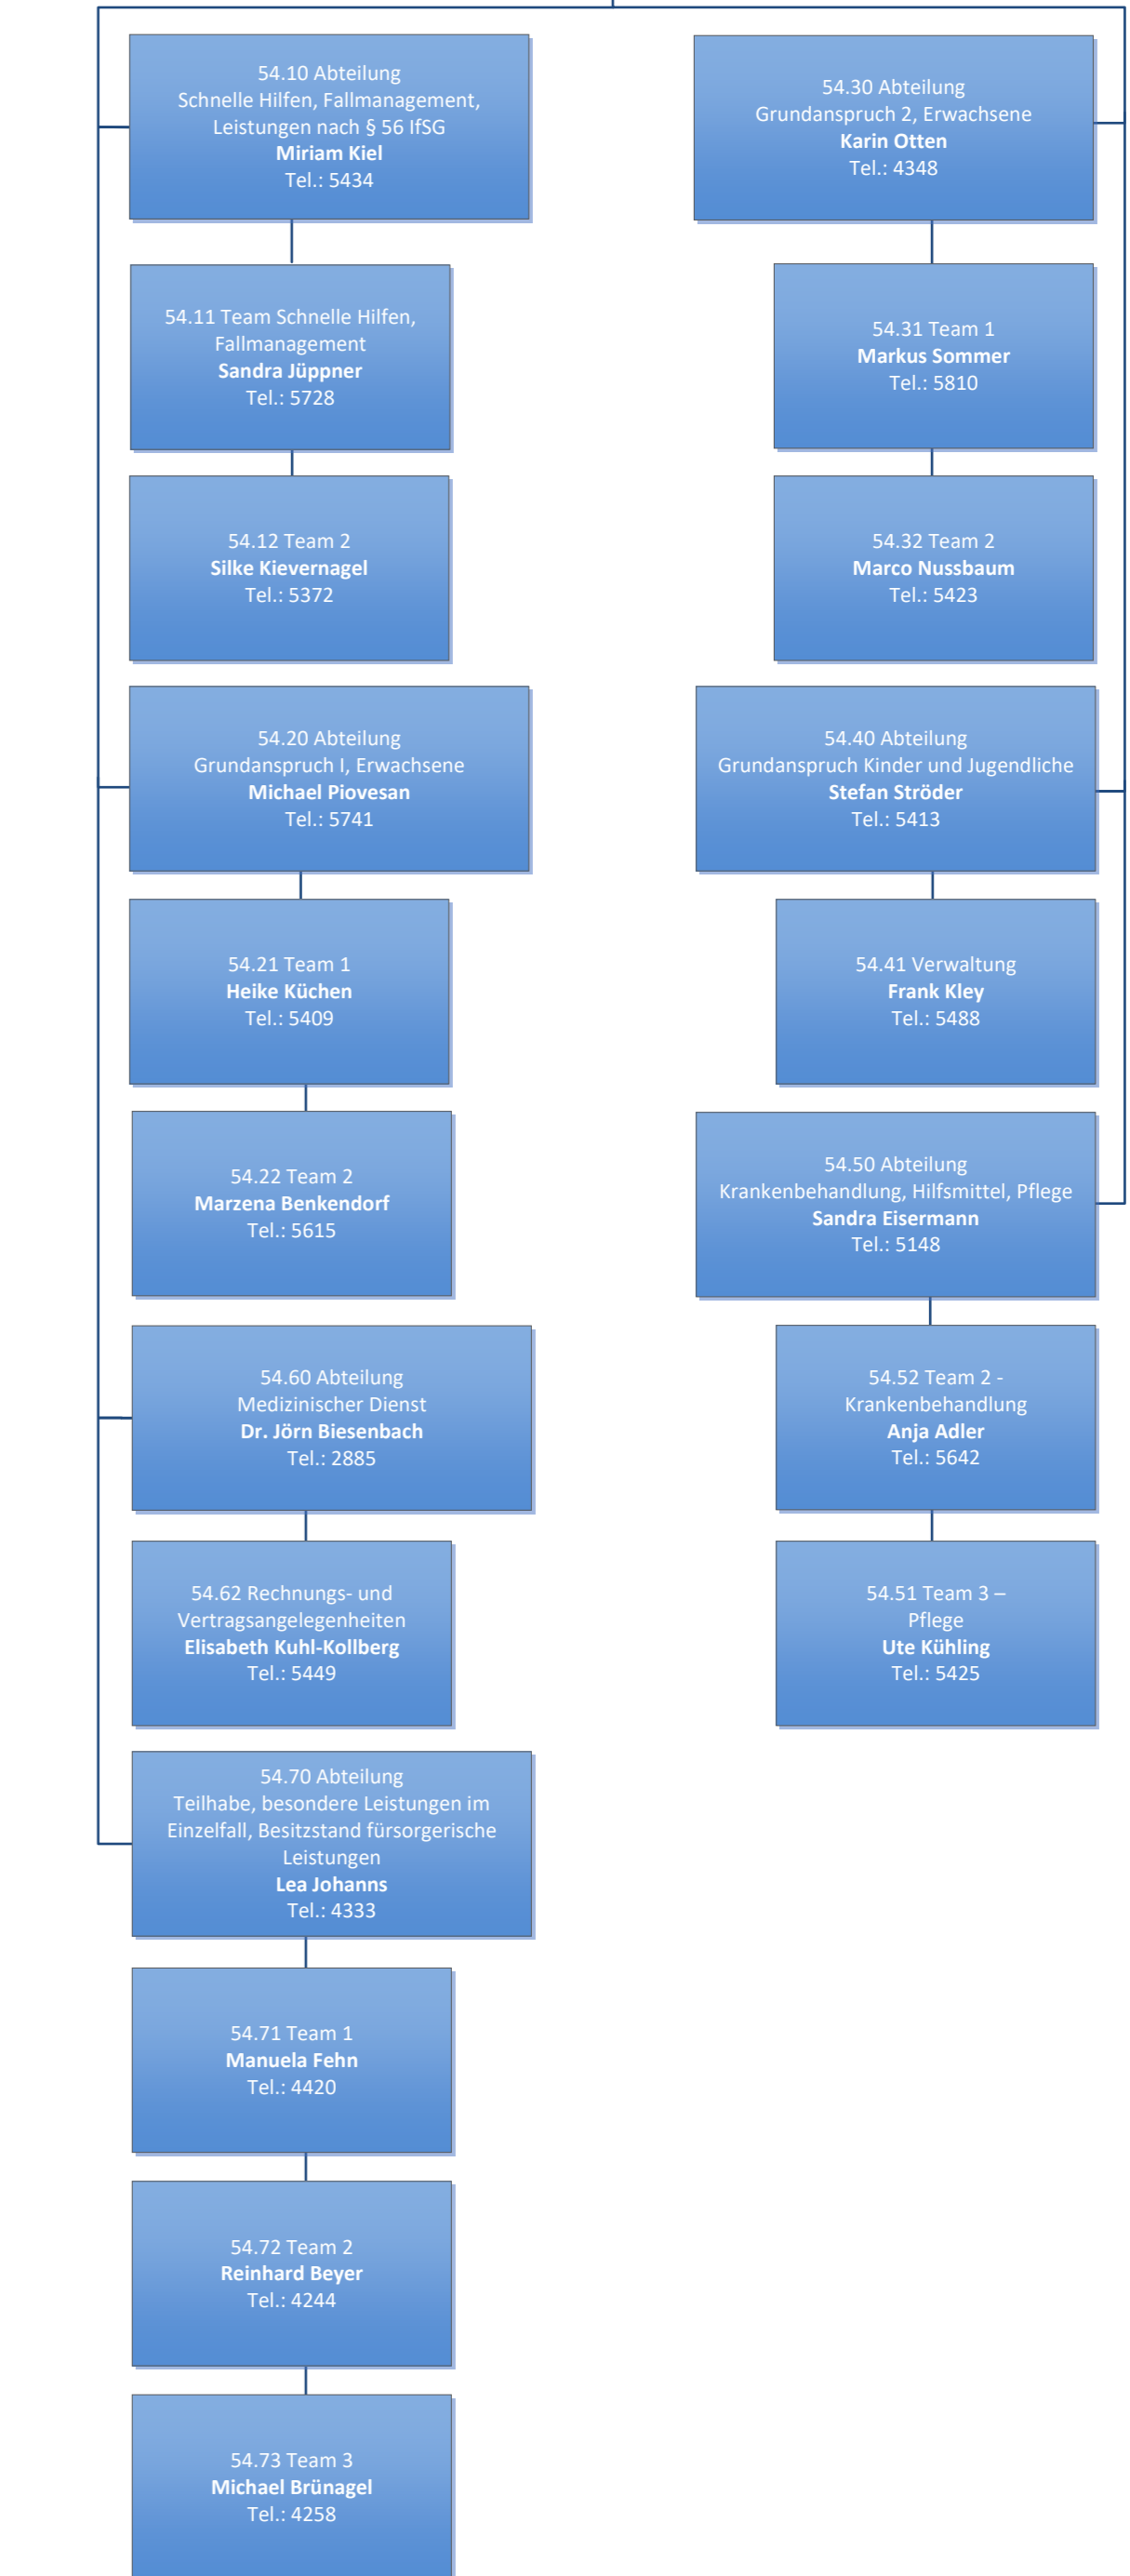 54.10 Abteilung
Schnelle Hilfen, Fallmanagement,
Leistungen nach § 56 IfSG
Miriam Kiel
Tel.: 5434
54.11 Team Schnelle Hilfen,
Fallmanagement
Sandra Jüppner
Tel.: 5728
54.12 Team 2
Silke Kievernagel
Tel.: 5372
54.20 Abteilung
Grundanspruch I, Erwachsene
Michael Piovesan
Tel.: 5741
54.21 Team 1
Heike Küchen
Tel.: 5409
54.22 Team 2
Marzena Benkendorf
Tel.: 5615
54.60 Abteilung
Medizinischer Dienst
Dr. Jörn Biesenbach
Tel.: 2885
54.62 Rechnungs- und
Vertragsangelegenheiten
Elisabeth Kuhl-Kollberg
Tel.: 5449
54.70 Abteilung
Teilhabe, besondere Leistungen im
Einzelfall, Besitzstand fürsorgerische
Leistungen
Lea Johanns
Tel.: 4333
54.71 Team 1
Manuela Fehn
Tel.: 4420
54.72 Team 2
Reinhard Beyer
Tel.: 4244
54.73 Team 3
Michael Brünagel
Tel.: 4258
54.30 Abteilung
Grundanspruch 2, Erwachsene
Karin Otten
Tel.: 4348
54.31 Team 1
Markus Sommer
Tel.: 5810
54.32 Team 2
Marco Nussbaum
Tel.: 5423
54.40 Abteilung
Grundanspruch Kinder und Jugendliche
Stefan Ströder
Tel.: 5413
54.41 Verwaltung
Frank Kley
Tel.: 5488
54.50 Abteilung
Krankenbehandlung, Hilfsmittel, Pflege
Sandra Eisermann
Tel.: 5148
54.52 Team 2 -
Krankenbehandlung
Anja Adler
Tel.: 5642
54.51 Team 3 –
Pflege
Ute Kühling
Tel.: 5425